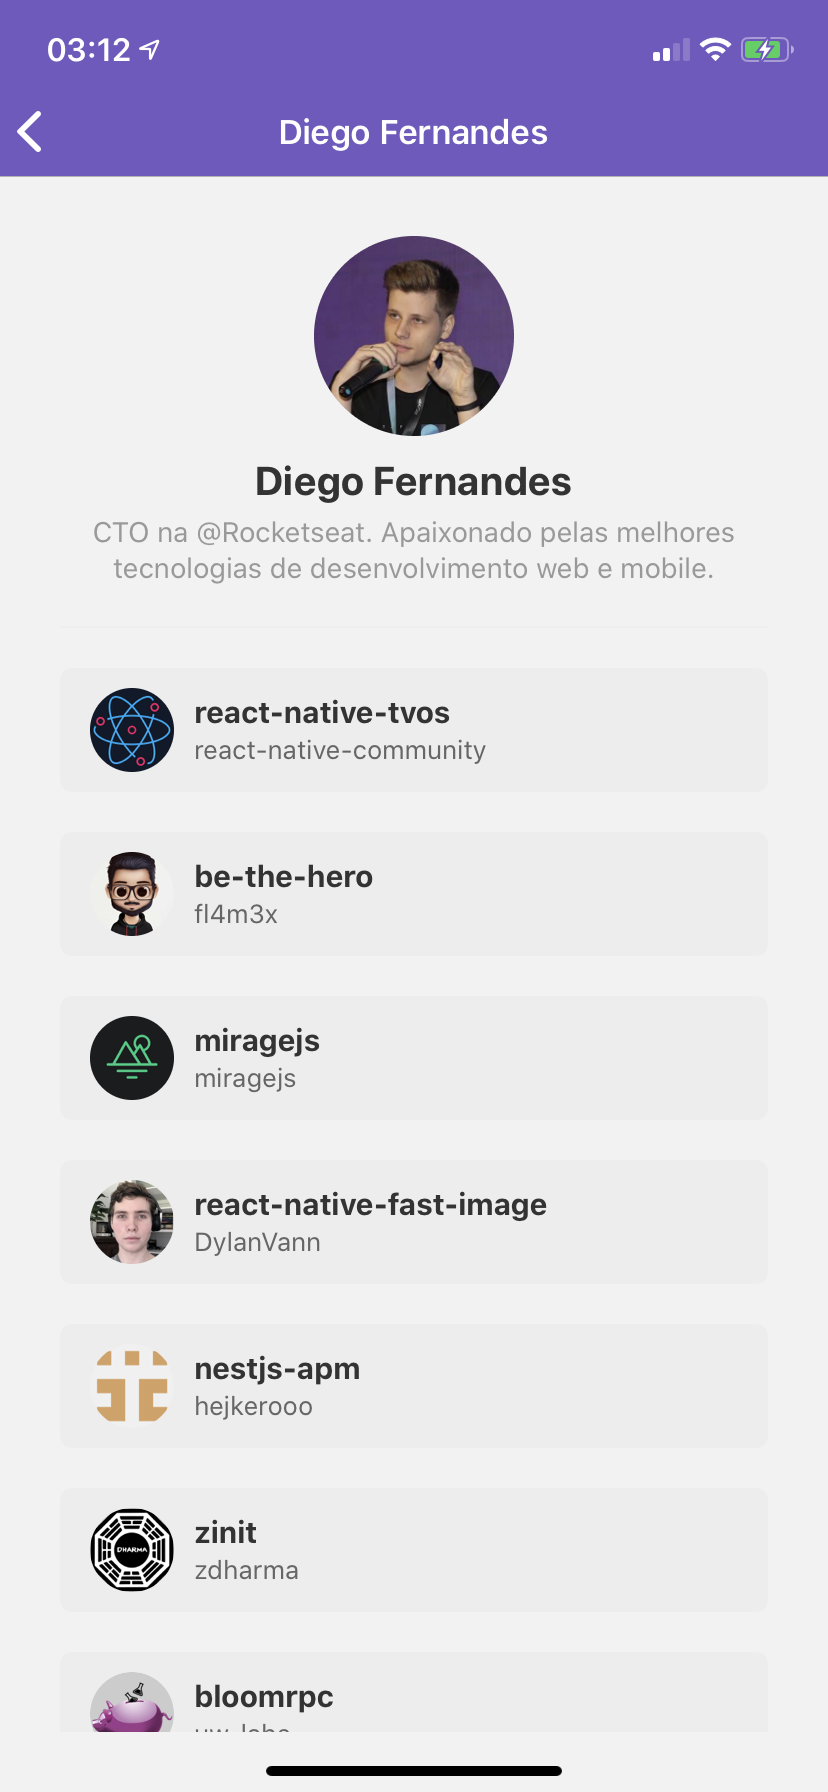 03:12
Diego Fernandes
Diego Fernandes
CTO na @Rocketseat. Apaixonado pelas melhores
tecnologias de desenvolvimento web e mobile.
react-native-tvos
react-native-community
be-the-hero
fl4m3x
miragejs
miragejs
react-native-fast-image
DylanVann
nestjs-apm
hejkerooo
DHARMA
zinit
zdharma
bloomrpc